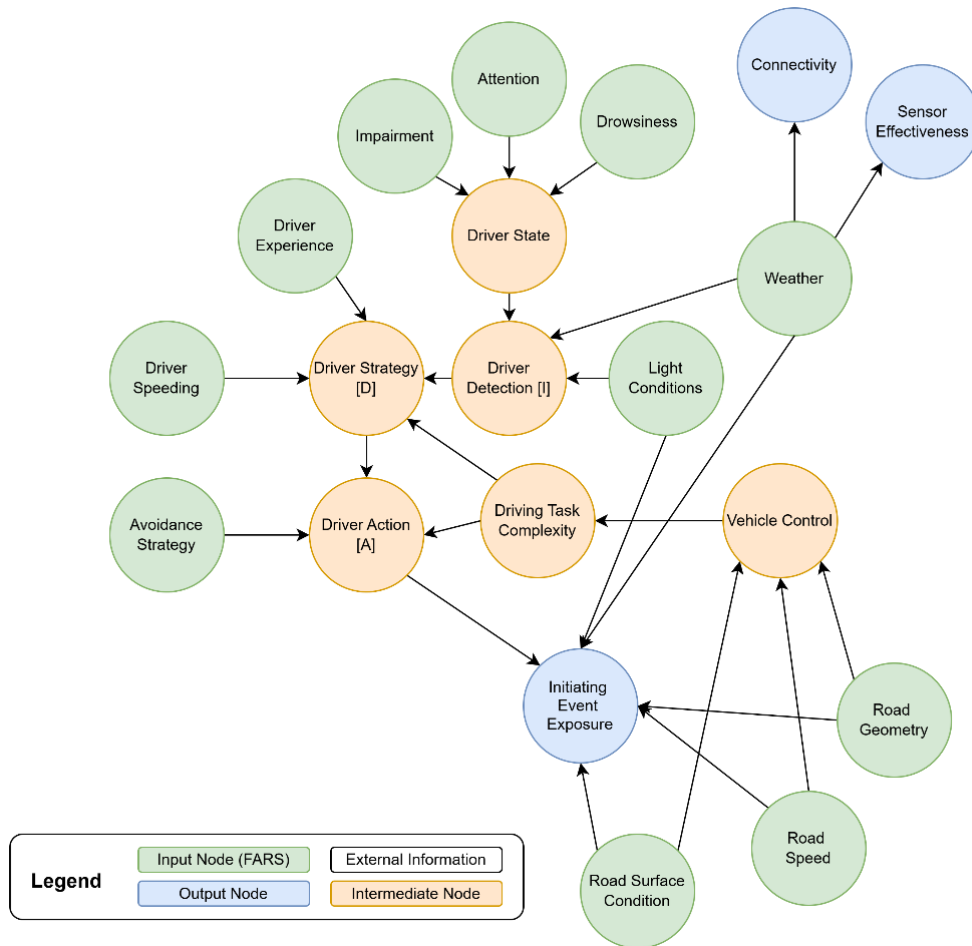 Attention
Connectivity
Impairment
Drowsiness
Sensor
Effectiveness
Driver
Experience
Driver State
Weather
Driver
Speeding
Driver Strategy
[D]
Driver
Detection [I]
Light
Conditions
Avoidance
Strategy
Driver Action
[A]
Driving Task
Complexity
Vehicle Control
Initiating
Event
Exposure
Road
Geometry
Road
Speed
Road Surface
Condition
Legend
Input Node (FARS)
External Information
Output Node
Intermediate Node